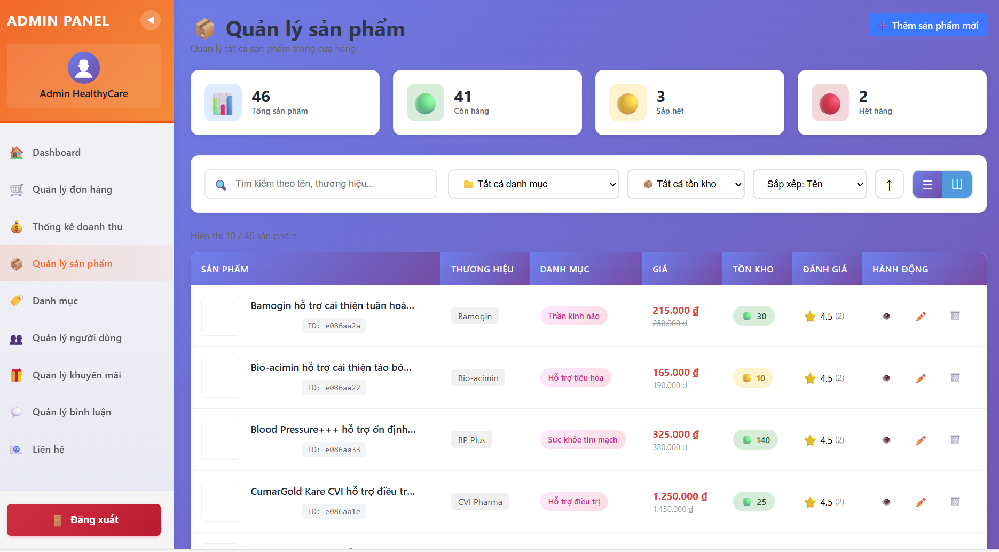 ADMIN PANEL
Admin HealthyCare
Dashboard
Quản lý đơn hàng
Thống kê doanh thu
Quản lý sản phẩm
Danh mục
Quản lý người dùng
Quản lý khuyến mãi
Quản lý bình luận
Liên hệ
Đăng xuất
Quản lý sản phẩm
Quản lý tất cả sản phẩm trong cửa hàng
Thêm sản phẩm mới
46
Tổng sản phẩm
41
Còn hàng
3
Sắp hết
2
Hết hàng
Tìm kiếm theo tên, thương hiệu...
Tất cả danh mục
Tất cả tồn kho
Sắp xếp: Tên
↑
Hiển thị 10 / 46 sản phẩm
SẢN PHẨM THƯƠNG HIỆU DANH MỤC GIÁ TỒN KHO ĐÁNH GIÁ HÀNH ĐỘNG
Bamogin hỗ trợ cải thiện tuần hoà...
ID: e086aa2a
Bamogin
Thần kinh não
215.000 ₫
250.000 ₫
30
4.5 (2)
Bio-acimin hỗ trợ cải thiện táo bó...
ID: e086aa22
Bio-acimin
Hỗ trợ tiêu hóa
165.000 ₫
190.000 ₫
10
4.5 (2)
Blood Pressure+++ hỗ trợ ổn định...
ID: e086aa33
BP Plus
Sức khỏe tim mạch
325.000 ₫
380.000 ₫
140
4.5 (2)
CumarGold Kare CVI hỗ trợ điều tr...
ID: e086aa1e
CVI Pharma
Hỗ trợ điều trị
1.250.000 ₫
1.450.000 ₫
25
4.5 (2)